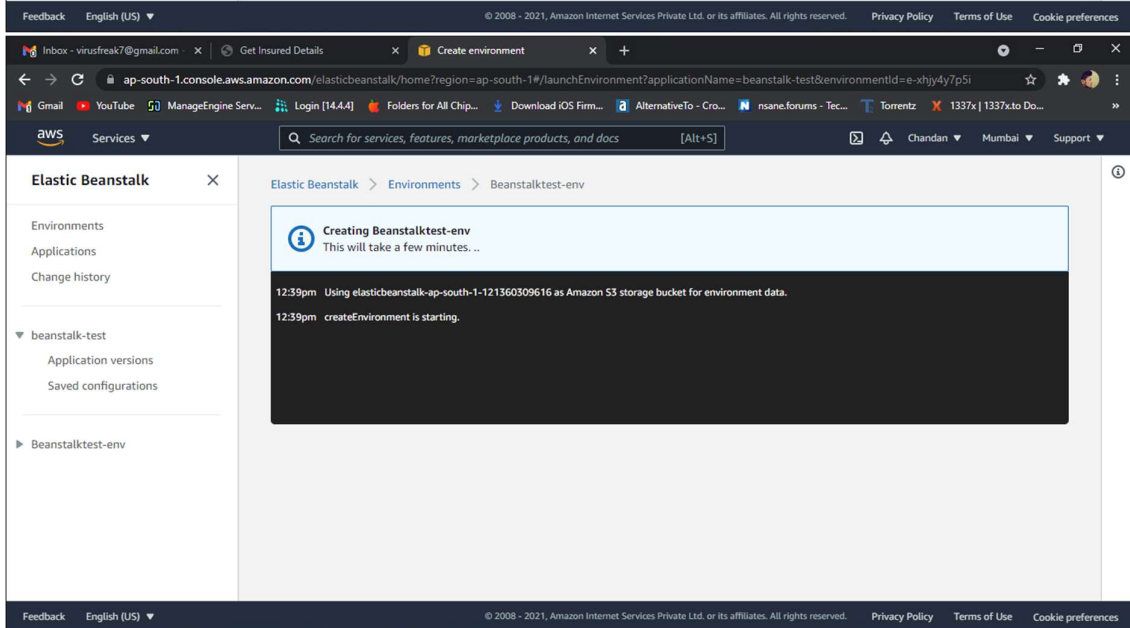 Feedback English (US) ▼ © 2008 - 2021, Amazon Internet Services Private Ltd. or its affiliates. All rights reserved. Privacy Policy Terms of Use Cookie preferences
Inbox - virusfreak7@gmail.com - Get Insured Details Create environment
ap-south-1.console.aws.amazon.com/elasticbeanstalk/home?region=ap-south-1#/launchEnvironment?applicationName=beanstalk-test&environmentId=e-xhjy4y7p5i
Gmail YouTube ManageEngine Serv... Login [14.4.4] Folders for All Chip... Download iOS Firm... AlternativeTo - Cro... nsane.forums - Tec... Torrentz 1337x | 1337x.to Do... »
aws Services ▼ Search for services, features, marketplace products, and docs [Alt+S] Chandan ▼ Mumbai ▼ Support ▼
Elastic Beanstalk
Environments
Applications
Change history
beanstalk-test
Application versions
Saved configurations
Beanstalktest-env
Elastic Beanstalk > Environments > Beanstalktest-env
Creating Beanstalktest-env
This will take a few minutes. ..
12:39pm Using elasticbeanstalk-ap-south-1-121360309616 as Amazon S3 storage bucket for environment data.
12:39pm createEnvironment is starting.
Feedback English (US) ▼ © 2008 - 2021, Amazon Internet Services Private Ltd. or its affiliates. All rights reserved. Privacy Policy Terms of Use Cookie preferences